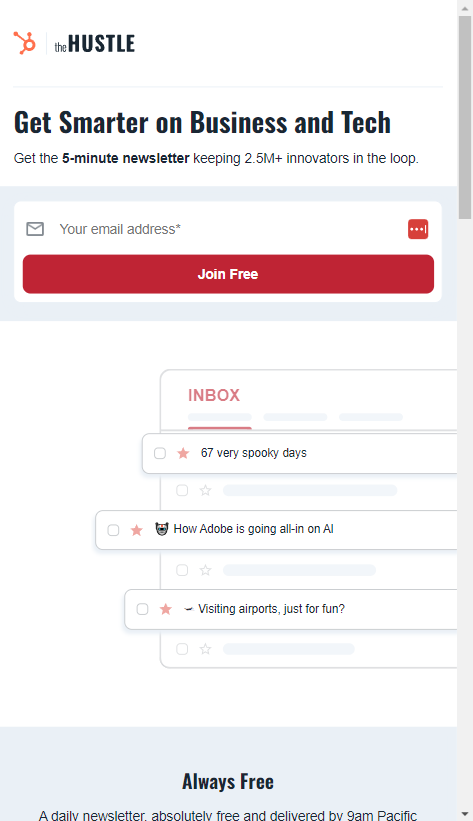 the HUSTLE
Get Smarter on Business and Tech
Get the 5-minute newsletter keeping 2.5M+ innovators in the loop.
Your email address*
Join Free
INBOX
67 very spooky days
How Adobe is going all-in on AI
Visiting airports, just for fun?
Always Free
A daily newsletter, absolutely free and delivered by 9am Pacific